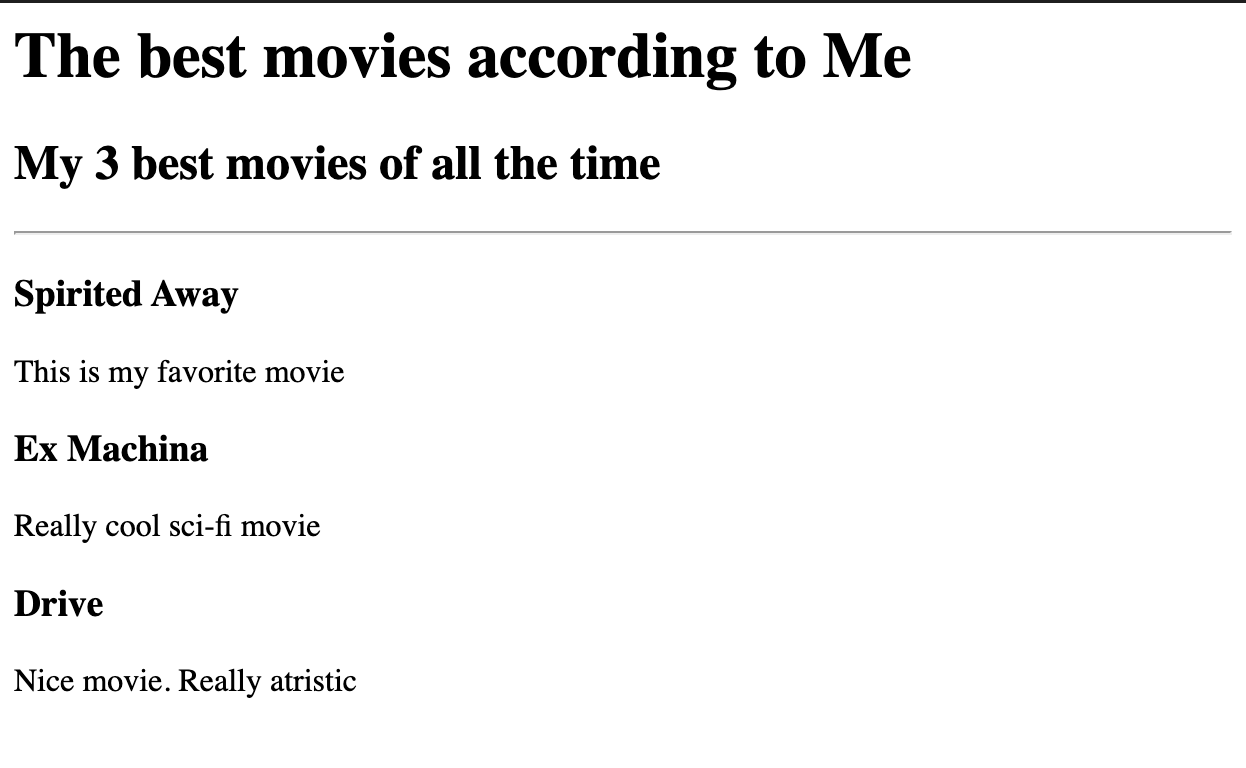 The best movies according to Me
My 3 best movies of all the time
Spirited Away
This is my favorite movie
Ex Machina
Really cool sci-fi movie
Drive
Nice movie. Really atristic